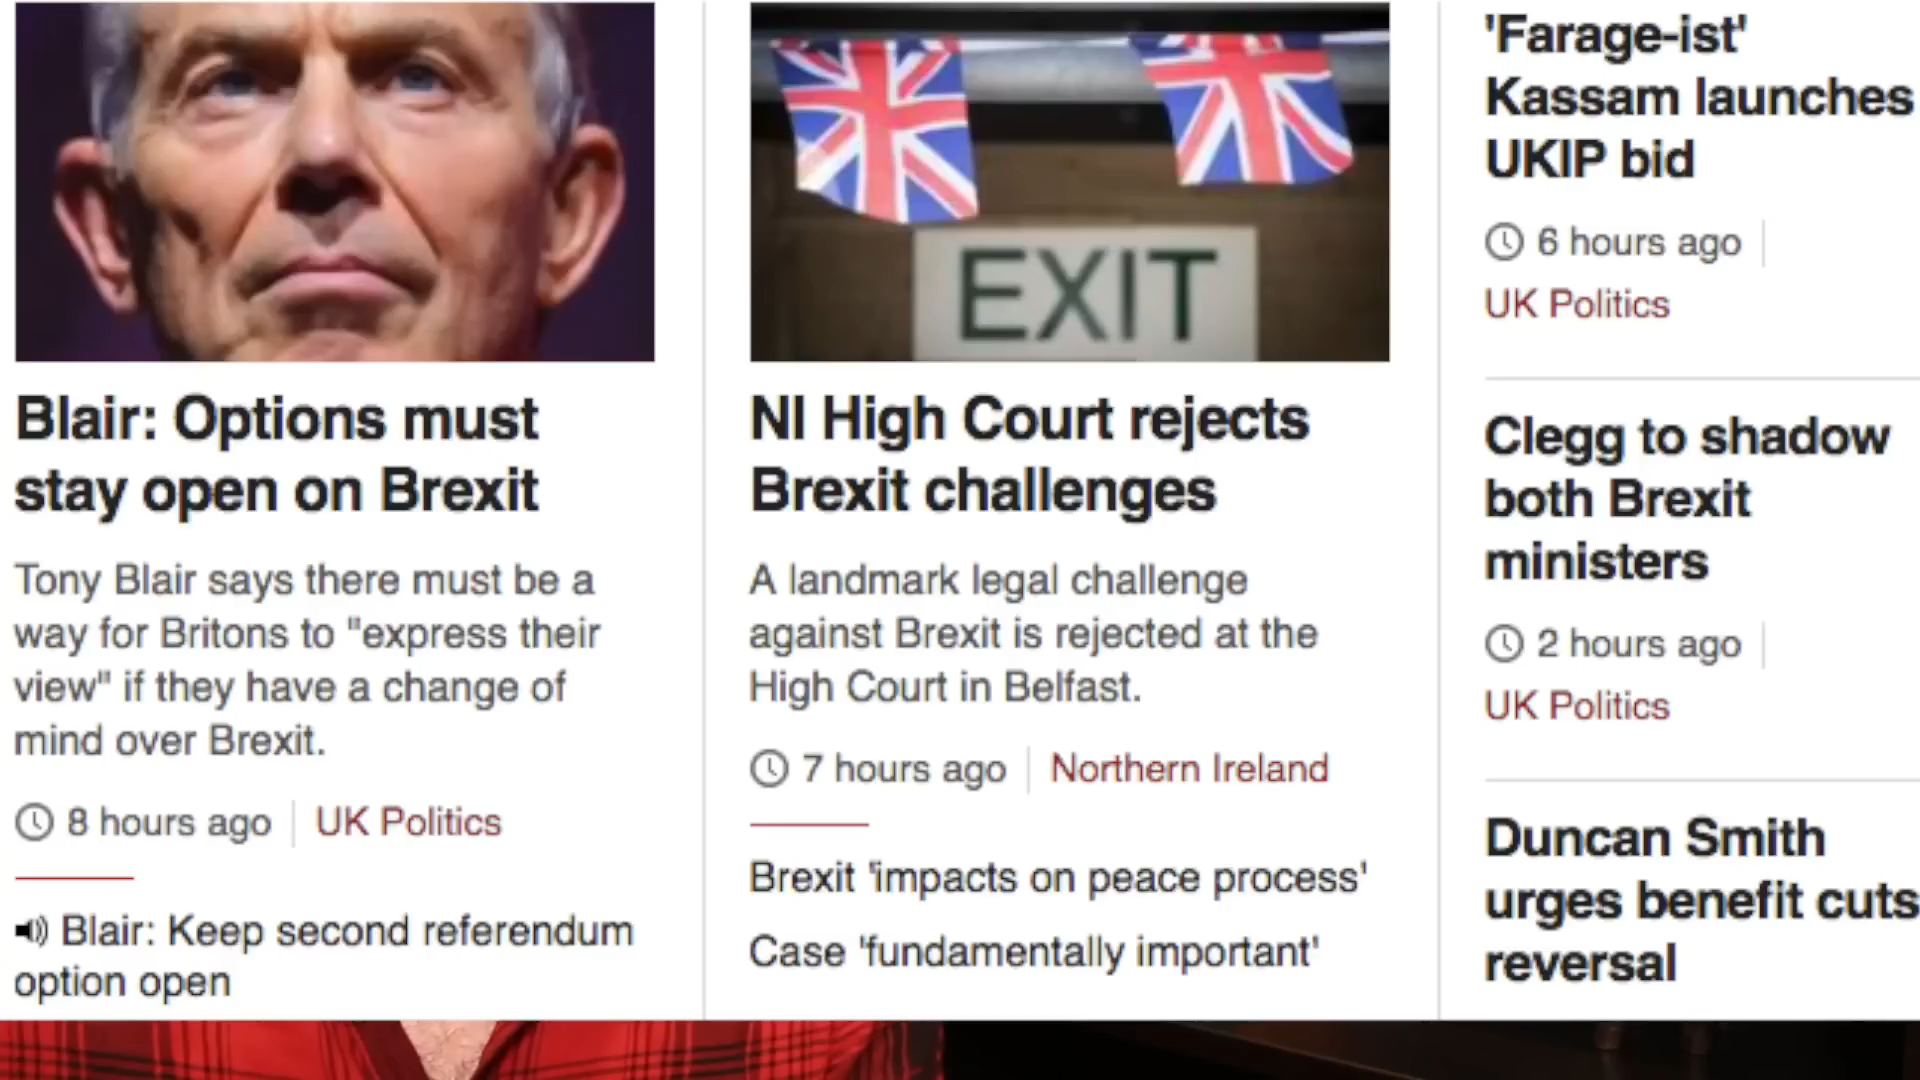 EXIT
Blair: Options must
stay open on Brexit
Tony Blair says there must be a
way for Britons to "express their
view" if they have a change of
mind over Brexit.
8 hours ago
UK Politics
Blair: Keep second referendum
option open
NI High Court rejects
Brexit challenges
A landmark legal challenge
against Brexit is rejected at the
High Court in Belfast.
7 hours ago
Northern Ireland
Brexit 'impacts on peace process'
Case 'fundamentally important'
'Farage-ist'
Kassam launches
UKIP bid
6 hours ago
UK Politics
Clegg to shadow
both Brexit
ministers
2 hours ago
UK Politics
Duncan Smith
urges benefit cuts
reversal